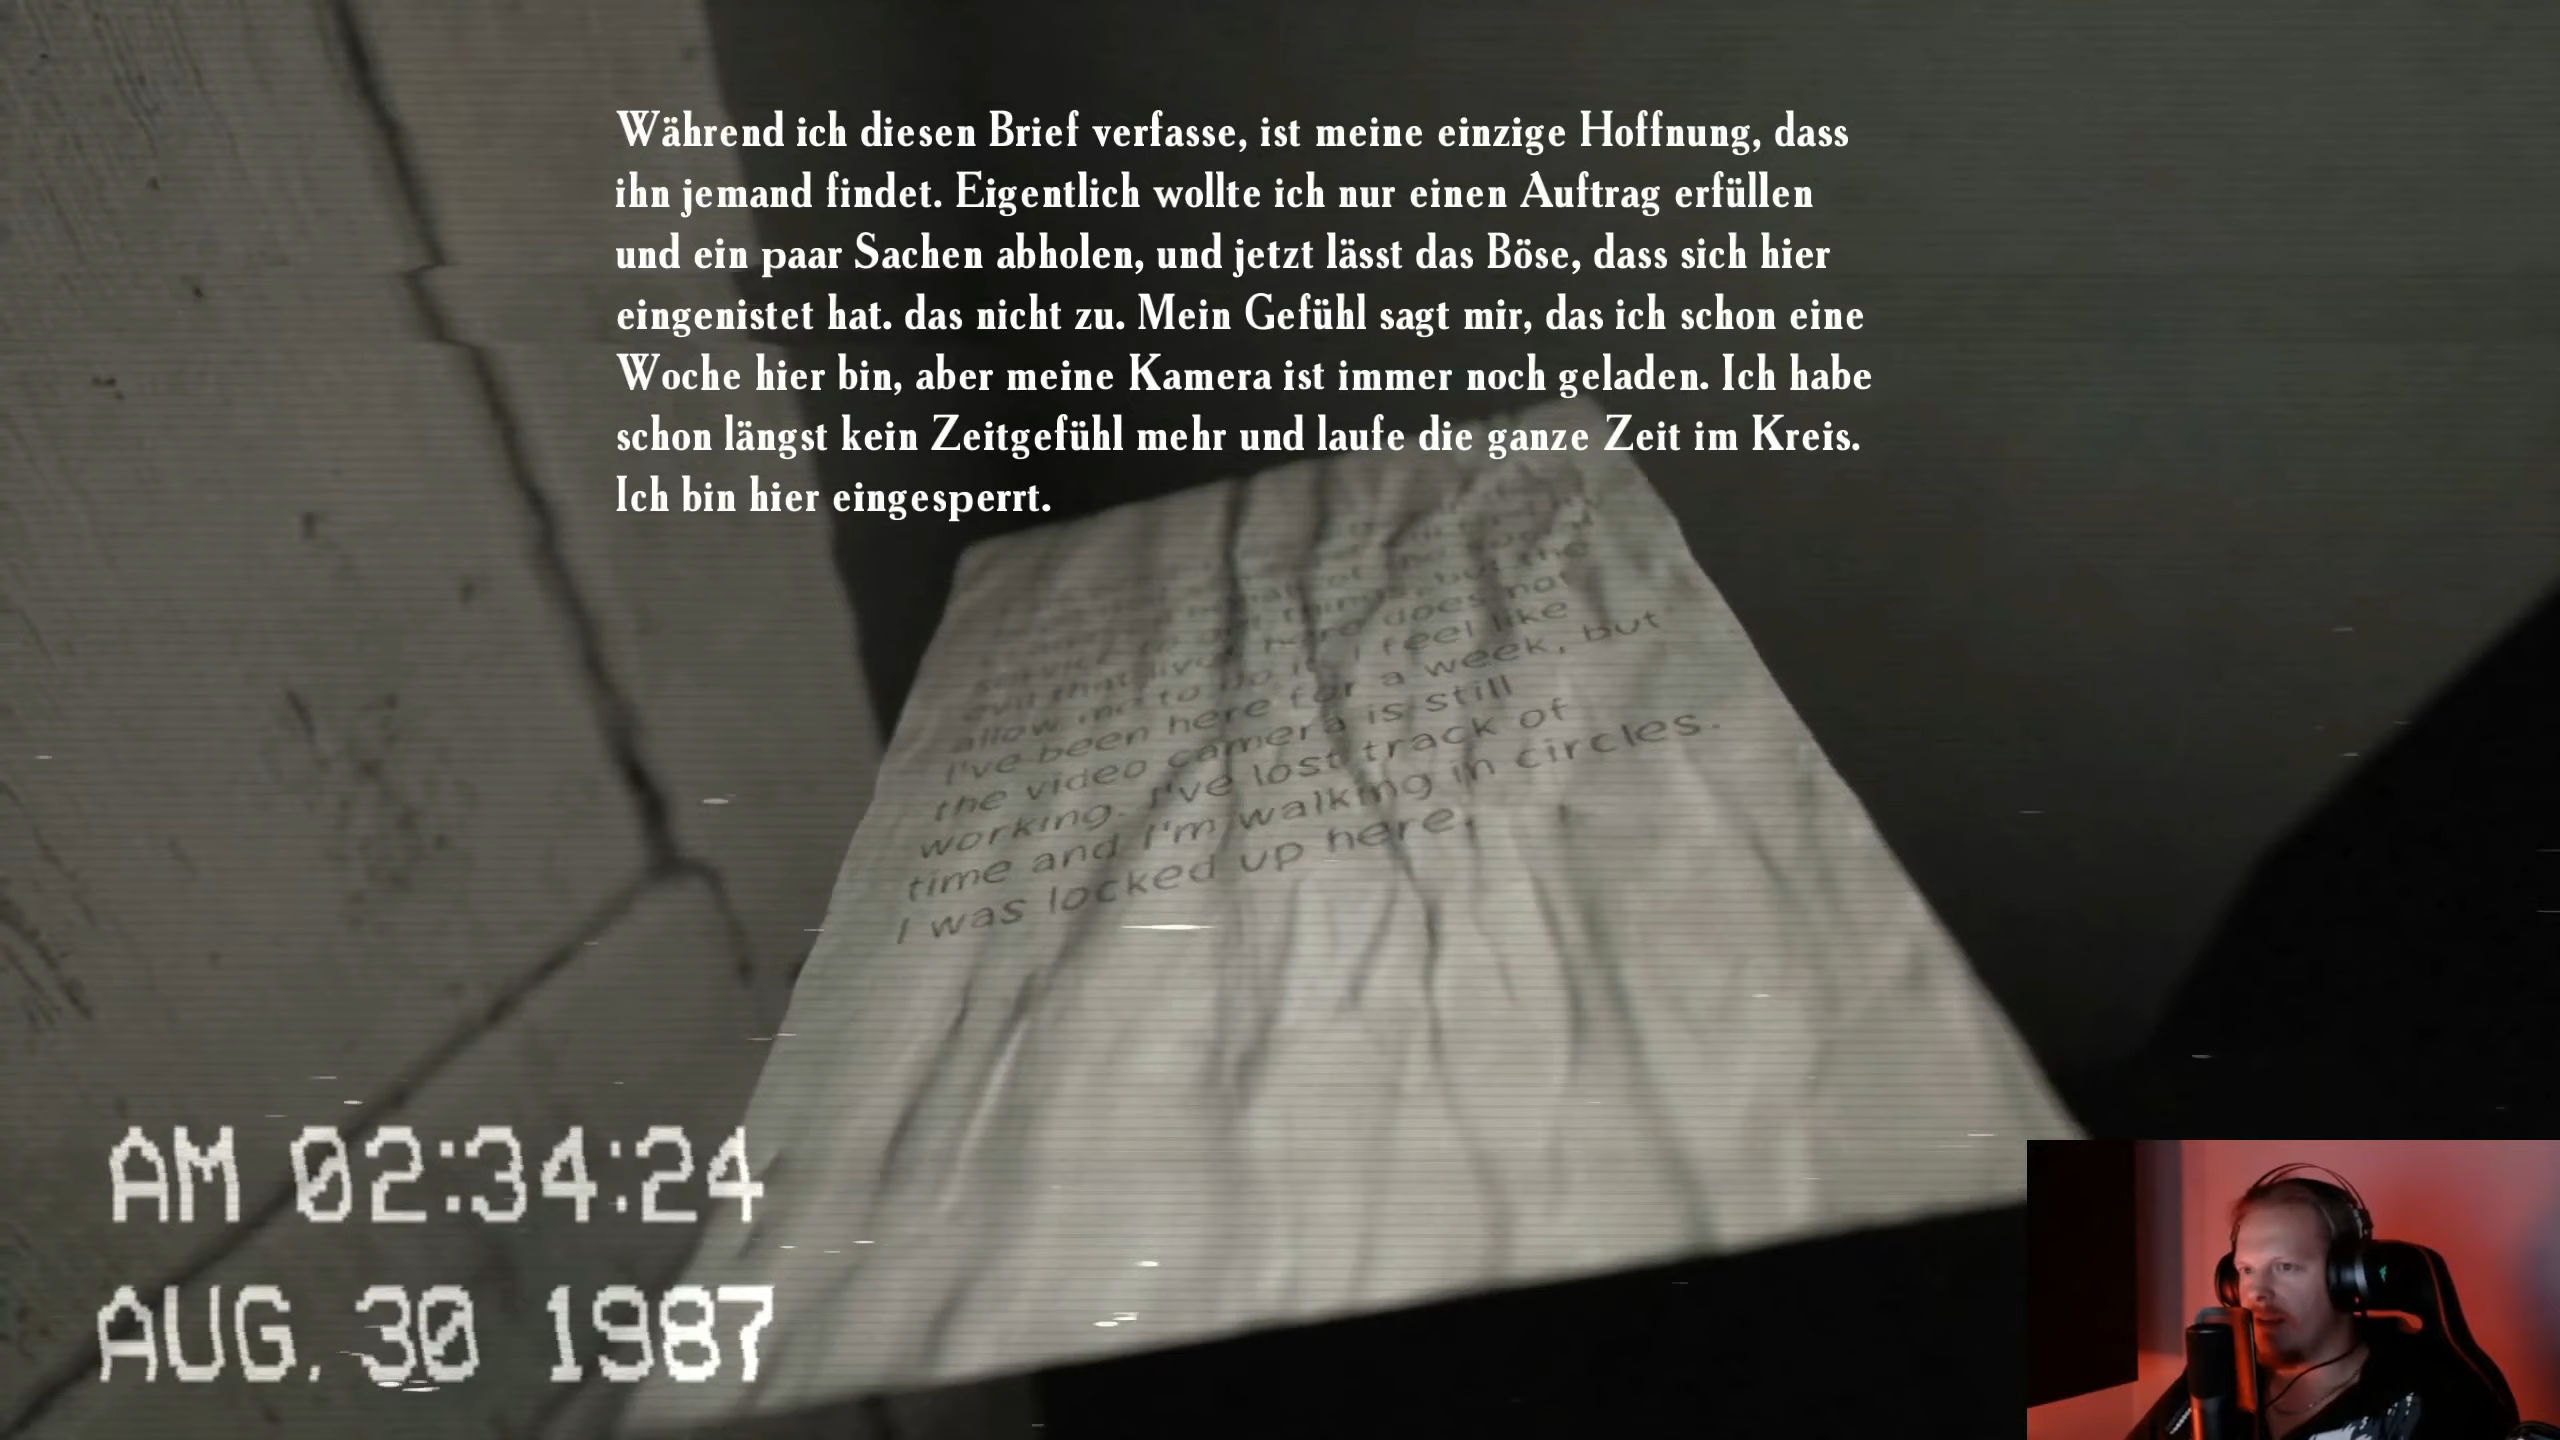 Während ich diesen Brief verfasse, ist meine einzige Hoffnung, dass
ihn jemand findet. Eigentlich wollte ich nur einen Auftrag erfüllen
und ein paar Sachen abholen, und jetzt lässt das Böse, dass sich hier
eingenistet hat. das nicht zu. Mein Gefühl sagt mir, das ich schon eine
Woche hier bin, aber meine Kamera ist immer noch geladen. Ich habe
schon längst kein Zeitgefühl mehr und laufe die ganze Zeit im Kreis.
Ich bin hier eingesperrt.
but the
does not
allow me to do it. I feel like
I've been here for a week, but
the video camera is still
working. I've lost track of
time and I'm walking in circles.
I was locked up here.
AM 02:34:24
AUG. 30 1987